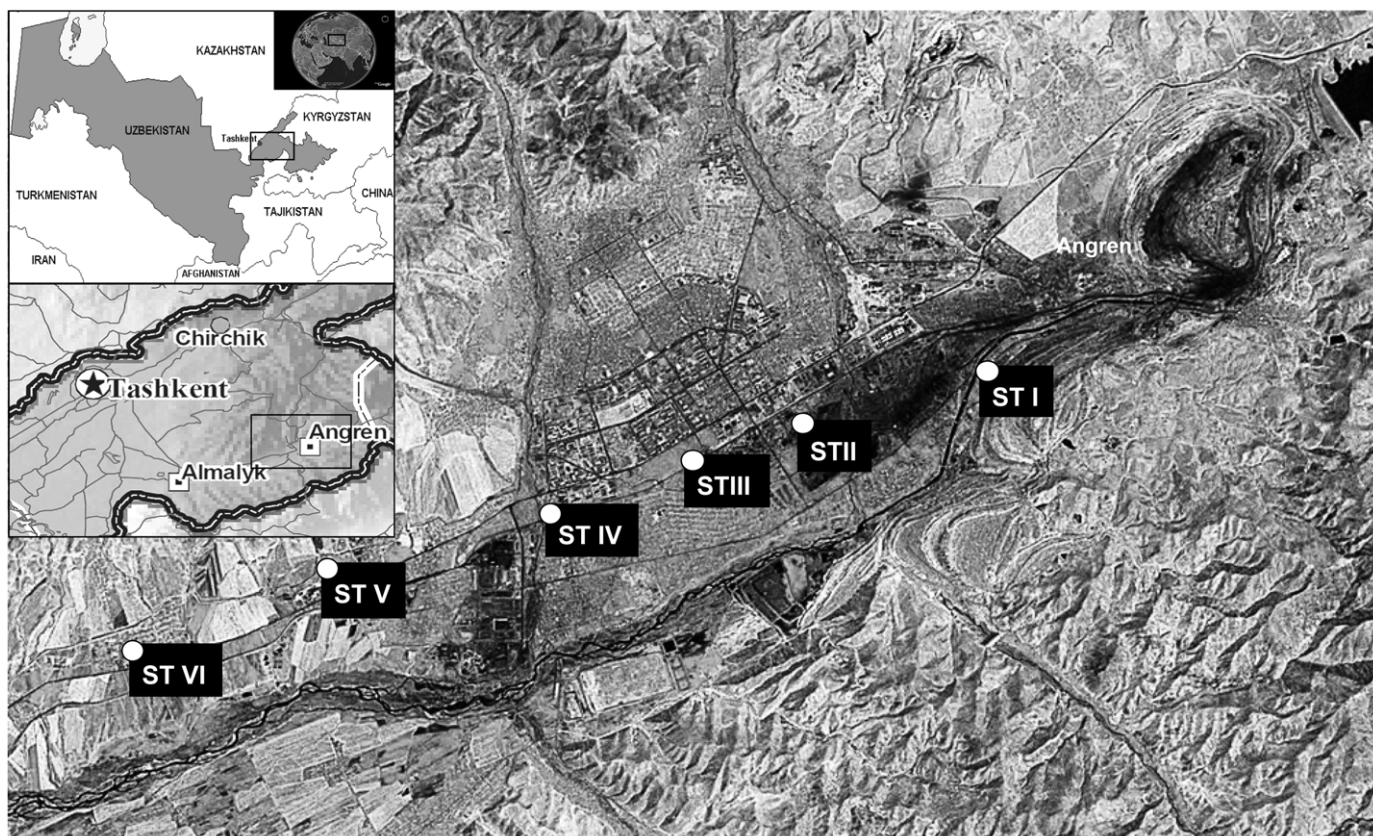 KAZAKHSTAN
Google
UZBEKISTAN
KYRGYZSTAN
Tashkent
TURKMENISTAN
CHINA
TAJIKISTAN
IRAN
AFGHANISTAN
Chirchik
Tashkent
Angren
Almalyk
Angren
ST I
STII
STIII
ST IV
ST V
ST VI